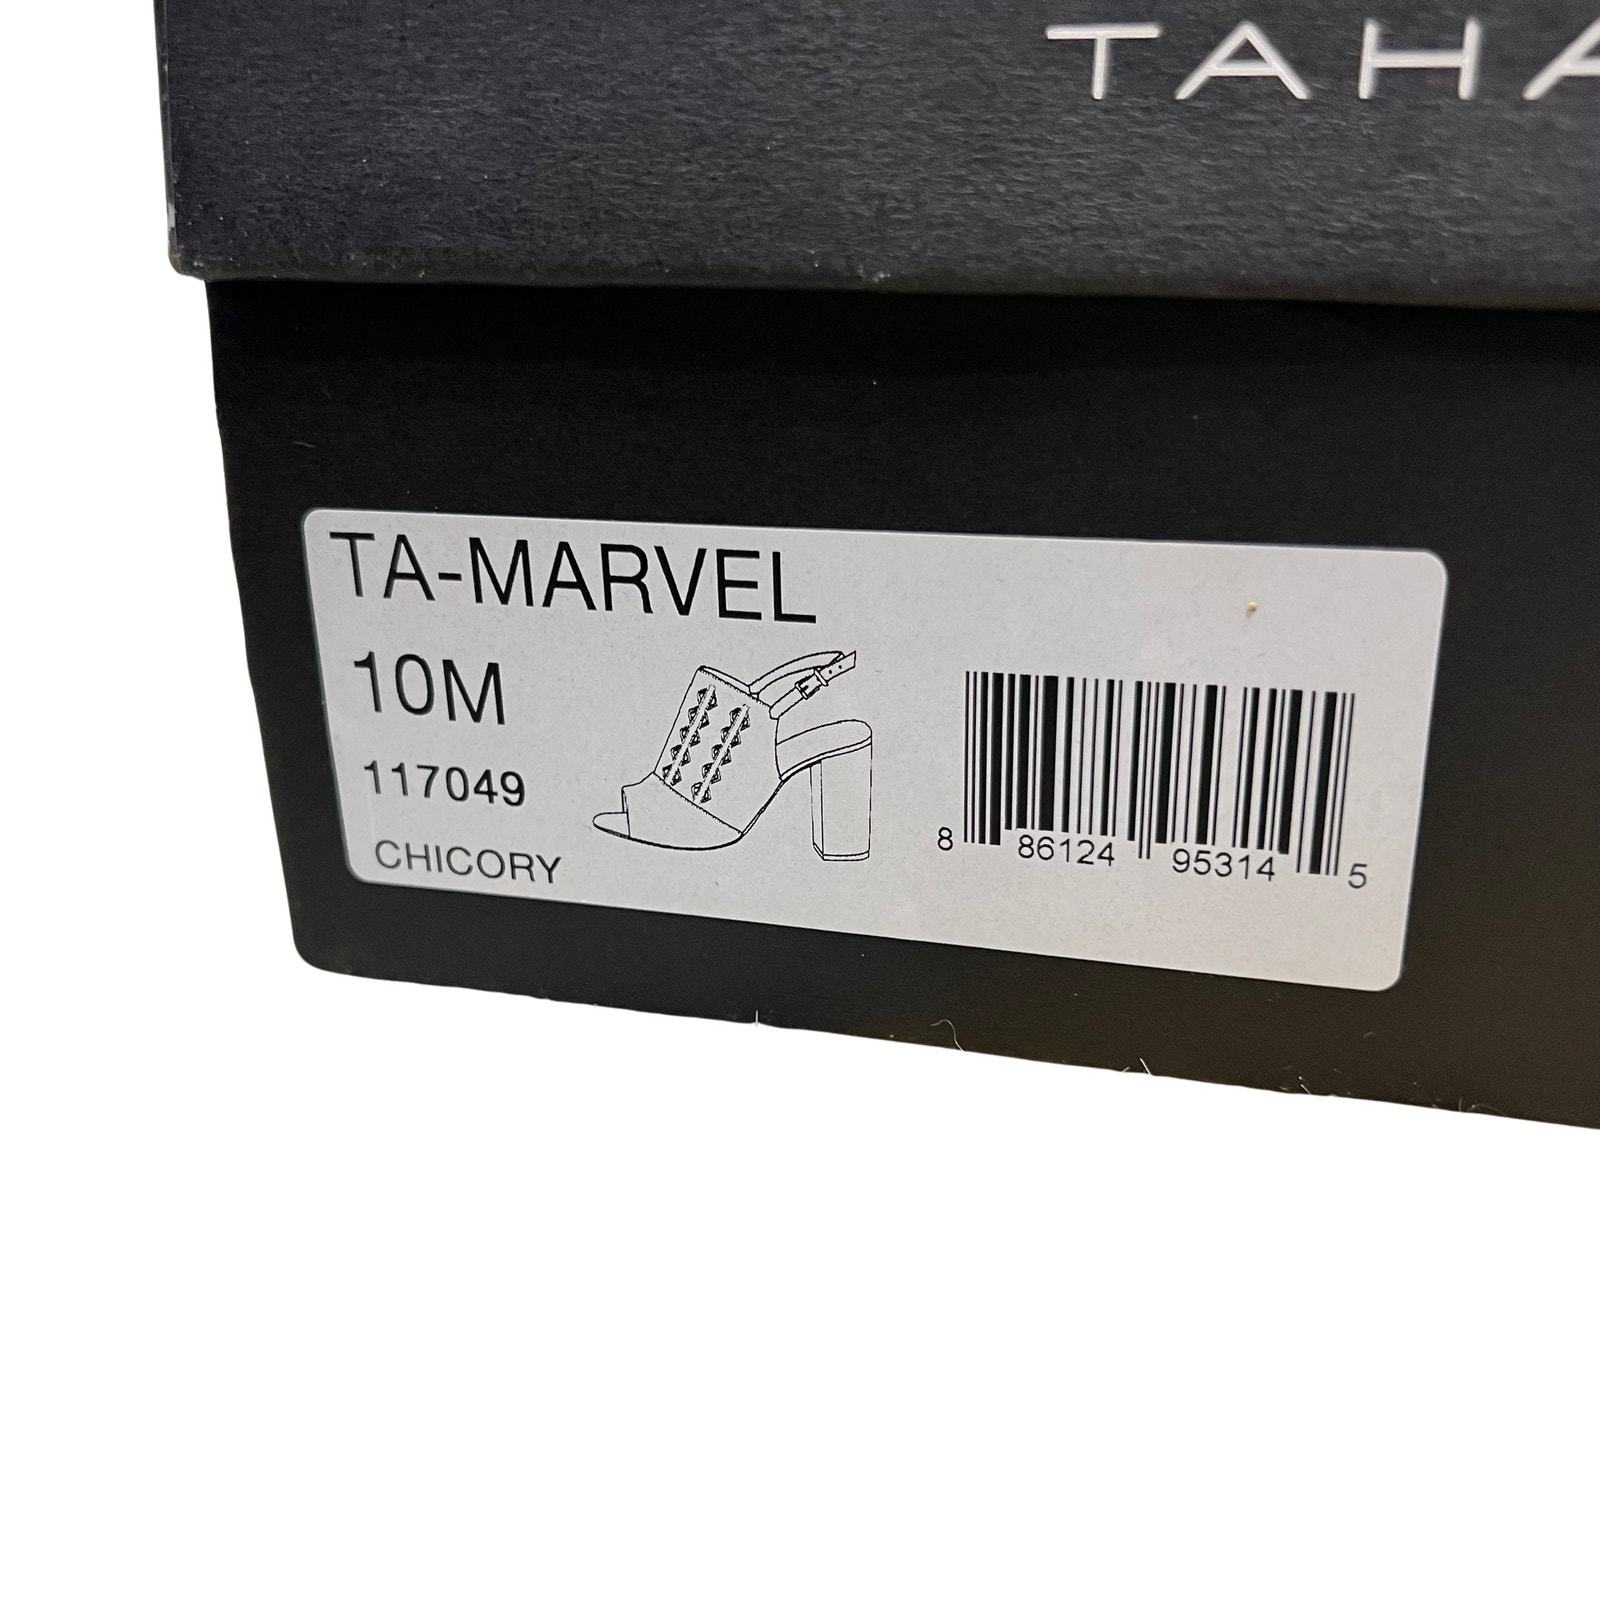 TAHA
TA-MARVEL
10M
117049
CHICORY
8 86124 95314 5